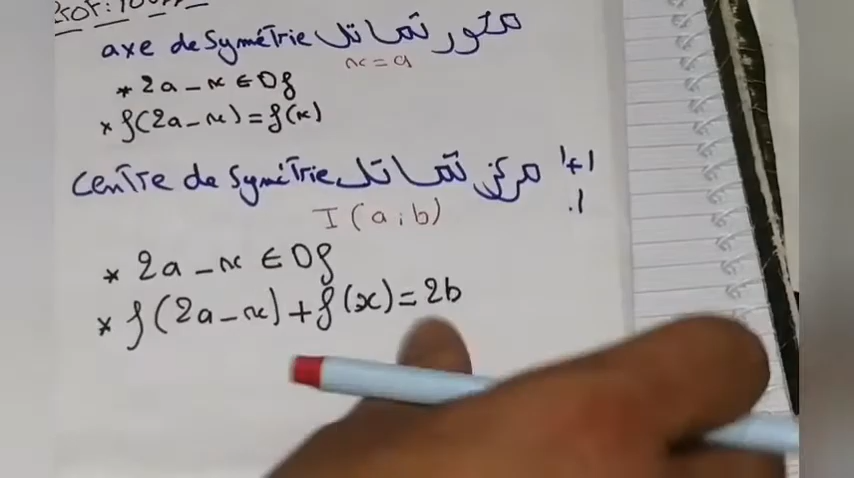 axe de Symétrie محور تماثل
x = a
* 2a - x ∈ Df
* f(2a - x) = f(x)
Centre de Symétrie مركز تماثل
I (a ; b)
* 2a - x ∈ Df
* f(2a - x) + f(x) = 2b